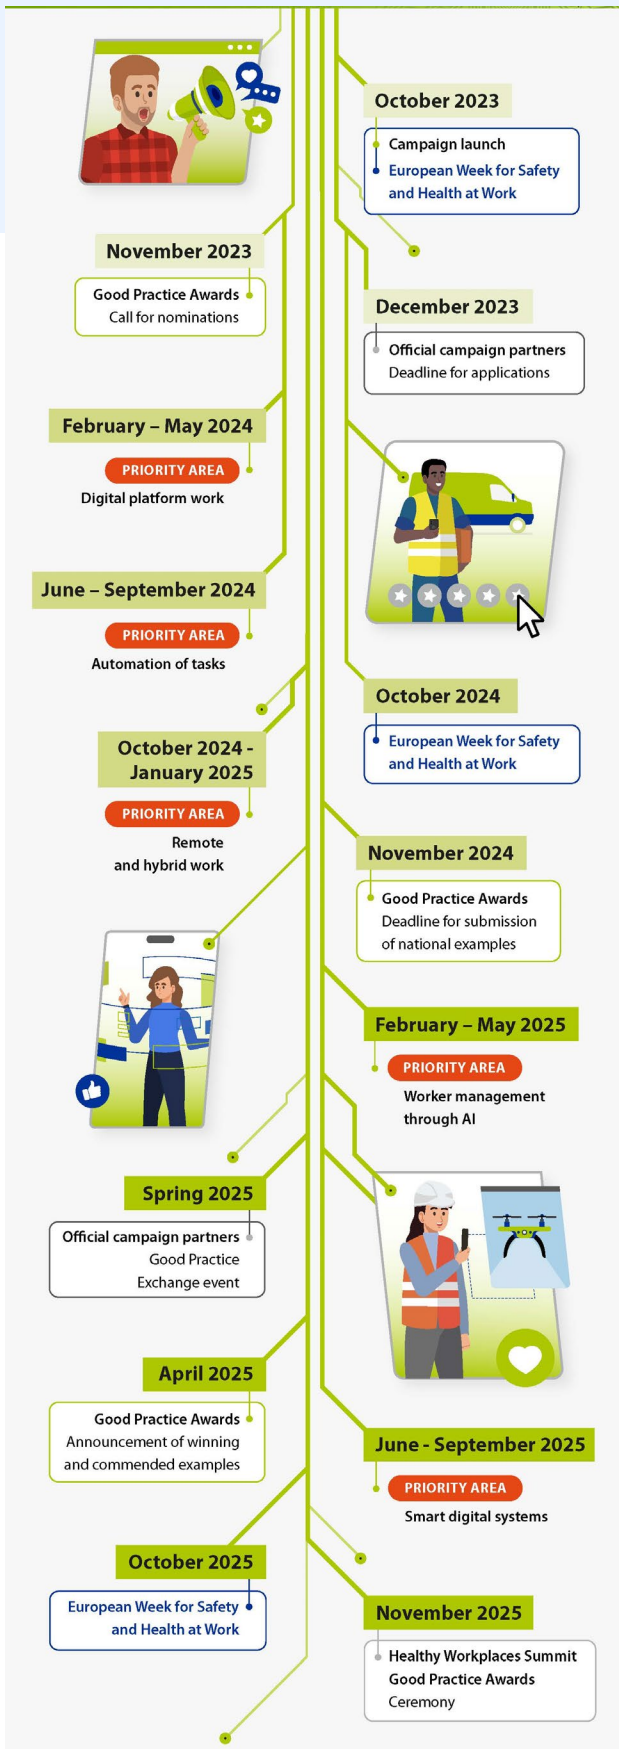 October 2023
Campaign launch
European Week for Safety
and Health at Work
November 2023
Good Practice Awards
Call for nominations
December 2023
Official campaign partners
Deadline for applications
February – May 2024
PRIORITY AREA
Digital platform work
June – September 2024
PRIORITY AREA
Automation of tasks
October 2024
European Week for Safety
and Health at Work
October 2024 -
January 2025
PRIORITY AREA
Remote
and hybrid work
November 2024
Good Practice Awards
Deadline for submission
of national examples
February – May 2025
PRIORITY AREA
Worker management
through AI
Spring 2025
Official campaign partners
Good Practice
Exchange event
April 2025
Good Practice Awards
Announcement of winning
and commended examples
June - September 2025
PRIORITY AREA
Smart digital systems
October 2025
European Week for Safety
and Health at Work
November 2025
Healthy Workplaces Summit
Good Practice Awards
Ceremony